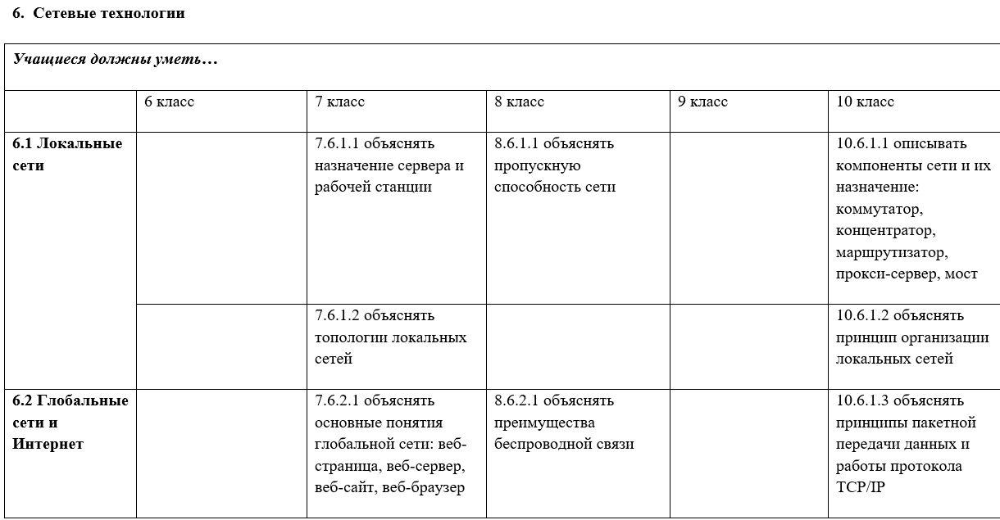 6. Сетевые технологии
Учащиеся должны уметь…
6 класс
7 класс
8 класс
9 класс
10 класс
6.1 Локальные
сети
7.6.1.1 объяснять
назначение сервера и
рабочей станции
8.6.1.1 объяснять
пропускную
способность сети
10.6.1.1 описывать
компоненты сети и их
назначение:
коммутатор,
концентратор,
маршрутизатор,
прокси-сервер, мост
7.6.1.2 объяснять
топологии локальных
сетей
10.6.1.2 объяснять
принцип организации
локальных сетей
6.2 Глобальные
сети и
Интернет
7.6.2.1 объяснять
основные понятия
глобальной сети: веб-
страница, веб-сервер,
веб-сайт, веб-браузер
8.6.2.1 объяснять
преимущества
беспроводной связи
10.6.1.3 объяснять
принципы пакетной
передачи данных и
работы протокола
TCP/IP